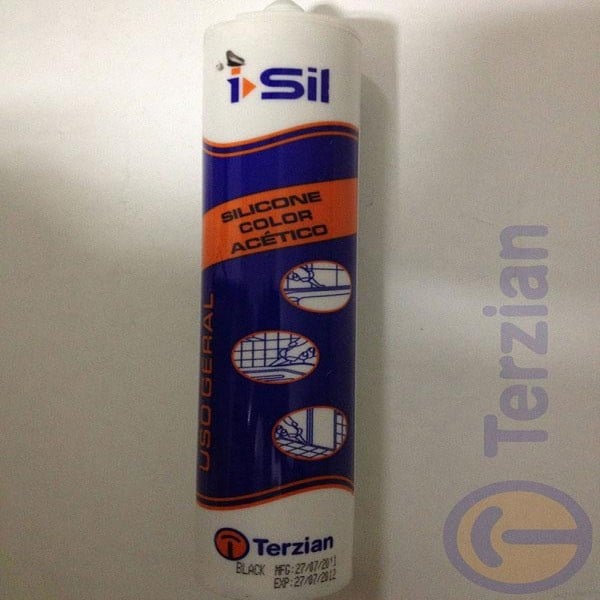 i Sil
SILICONE
COLOR
ACÉTICO
USO GERAL
Terzian
BLACK MFG:27/07/2011
EXP:27/07/2012
Terzian